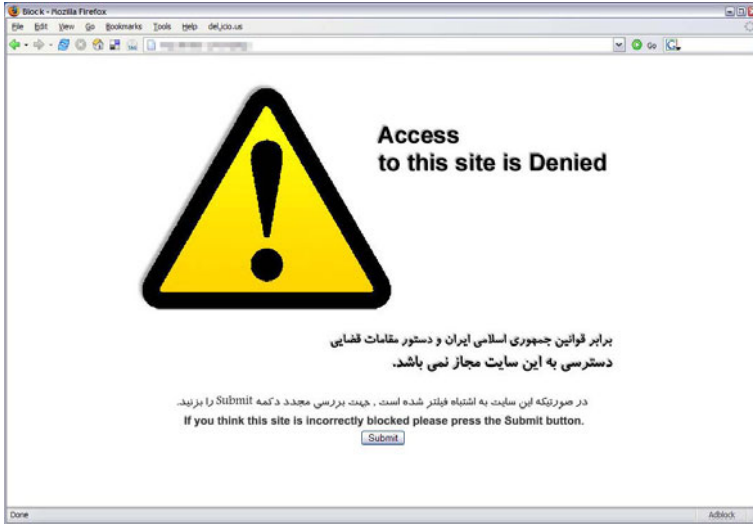 Block - Mozilla Firefox
File Edit View Go Bookmarks Tools Help del.icio.us
Go
G
Access
to this site is Denied
برابر قوانین جمهوری اسلامی ایران و دستور مقامات قضایی
دسترسی به این سایت مجاز نمی باشد.
در صورتیکه این سایت به اشتباه فیلتر شده است , جهت بررسی مجدد دکمه Submit را بزنید.
If you think this site is incorrectly blocked please press the Submit button.
Submit
Done Adblock